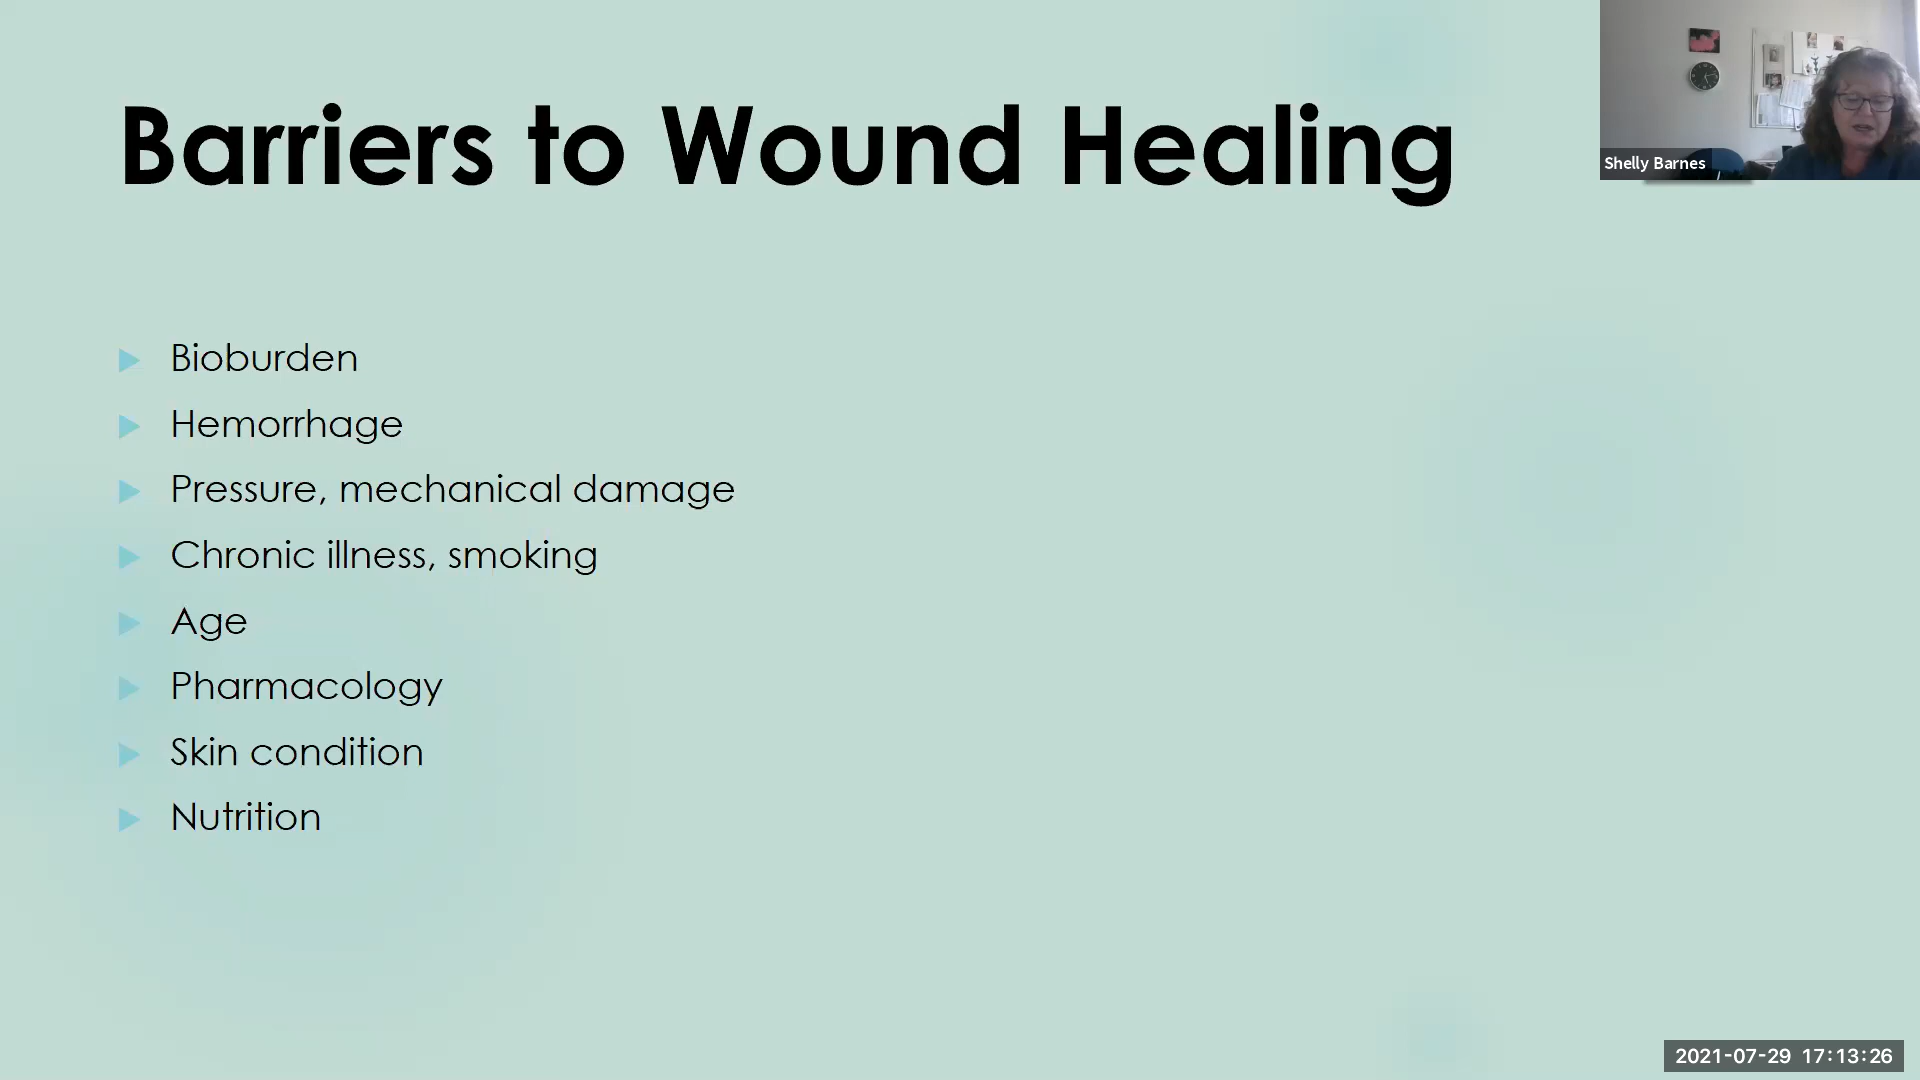 Barriers to Wound Healing
Shelly Barnes
Bioburden
Hemorrhage
Pressure, mechanical damage
Chronic illness, smoking
Age
Pharmacology
Skin condition
Nutrition
2021-07-29 17:13:26